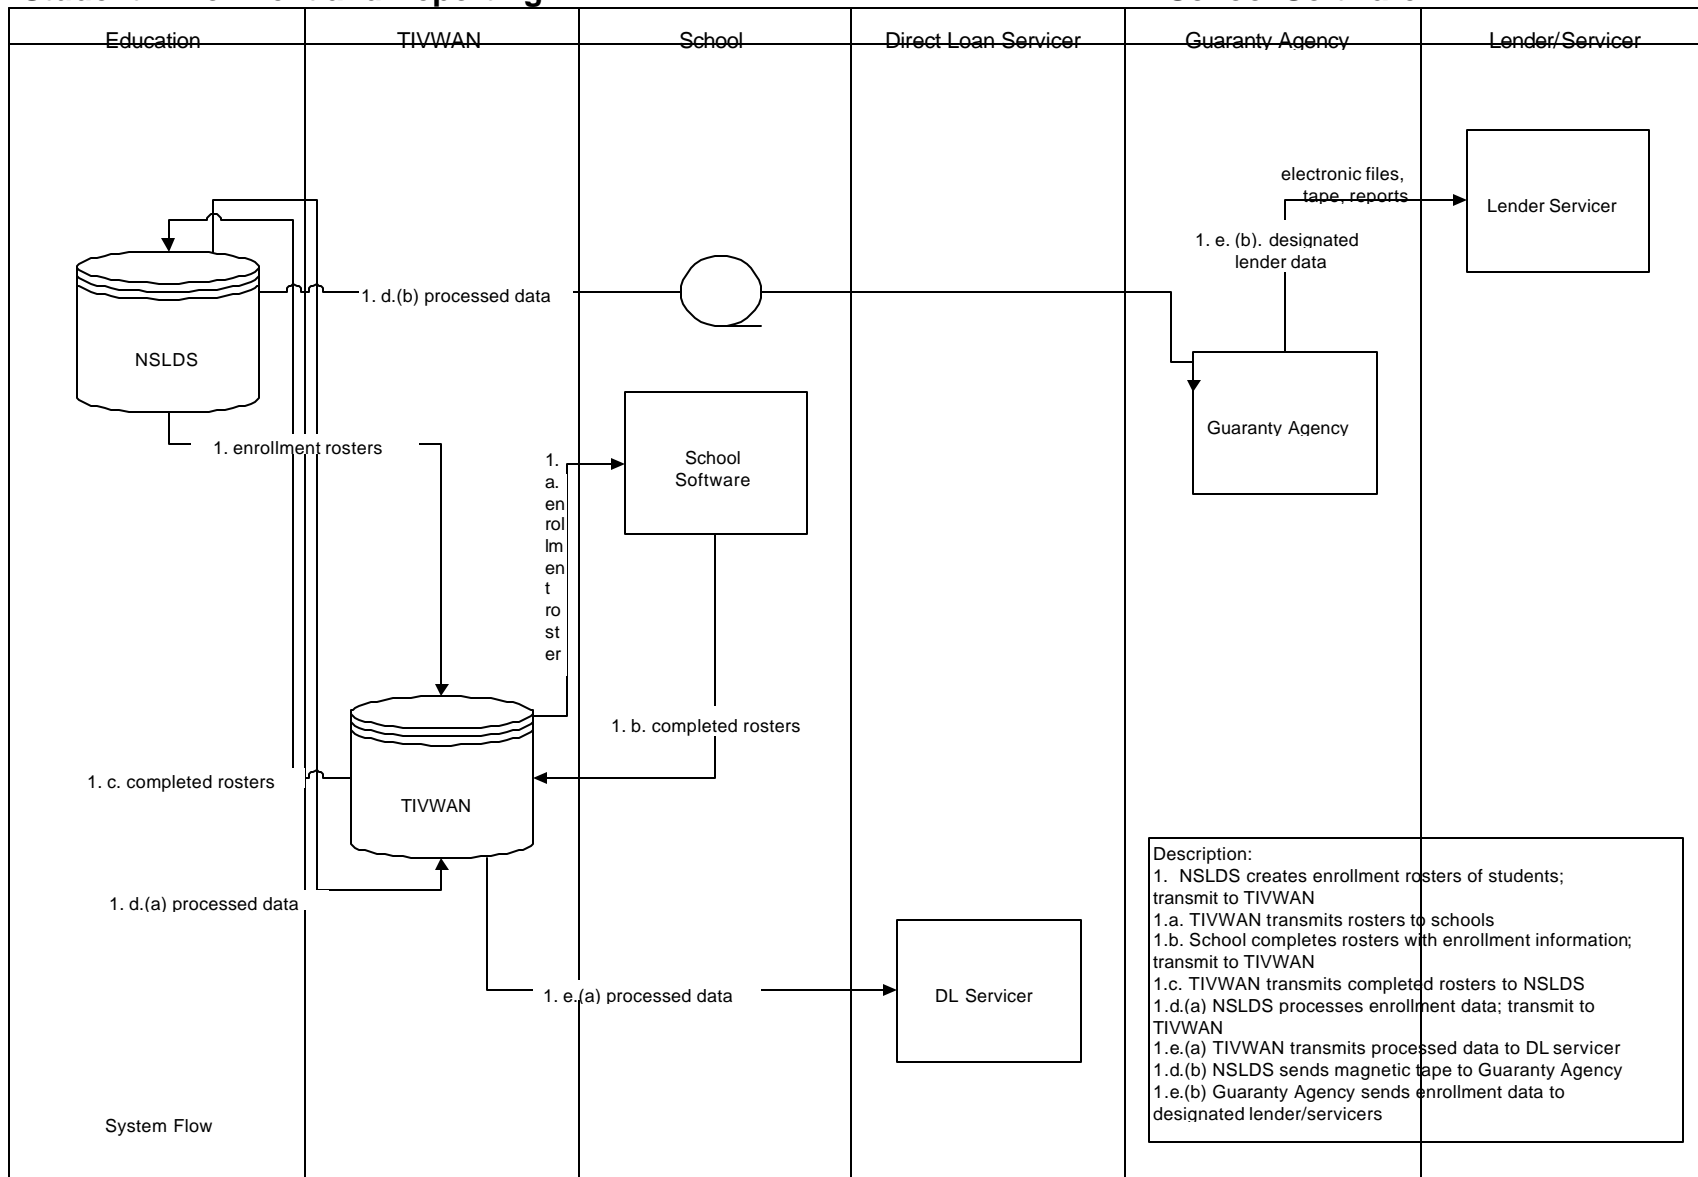 Education
TIVWAN
School
Direct Loan Servicer
Guaranty Agency
Lender/Servicer
electronic files,
tape, reports
Lender Servicer
1. e. (b). designated
lender data
1. d.(b) processed data
NSLDS
Guaranty Agency
1. enrollment rosters
School
Software
1.
a.
en
rol
lm
en
t
ro
st
er
1. b. completed rosters
1. c. completed rosters
TIVWAN
1. d.(a) processed data
1. e.(a) processed data
DL Servicer
Description:
1. NSLDS creates enrollment rosters of students;
transmit to TIVWAN
1.a. TIVWAN transmits rosters to schools
1.b. School completes rosters with enrollment information;
transmit to TIVWAN
1.c. TIVWAN transmits completed rosters to NSLDS
1.d.(a) NSLDS processes enrollment data; transmit to
TIVWAN
1.e.(a) TIVWAN transmits processed data to DL servicer
1.d.(b) NSLDS sends magnetic tape to Guaranty Agency
1.e.(b) Guaranty Agency sends enrollment data to
designated lender/servicers
System Flow